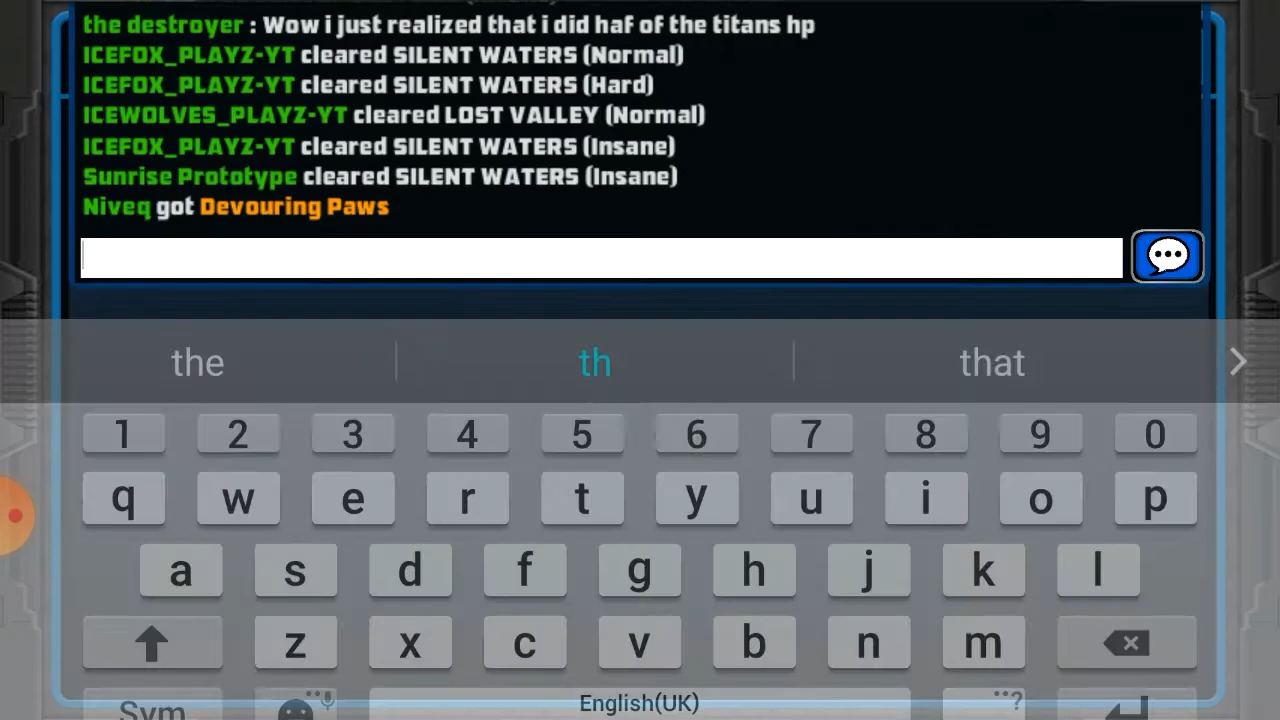 the destroyer : Wow i just realized that i did haf of the titans hp
ICEFOX_PLAYZ-YT cleared SILENT WATERS (Normal)
ICEFOX_PLAYZ-YT cleared SILENT WATERS (Hard)
ICEWOLVES_PLAYZ-YT cleared LOST VALLEY (Normal)
ICEFOX_PLAYZ-YT cleared SILENT WATERS (Insane)
Sunrise Prototype cleared SILENT WATERS (Insane)
Niveq got Devouring Paws
the th that
1 2 3 4 5 6 7 8 9 0
q w e r t y u i o p
a s d f g h j k l
z x c v b n m
Sym English(UK) ?